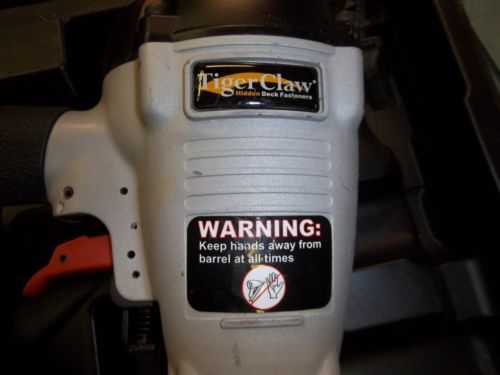 TigerClaw®
Hidden Deck Fasteners
WARNING:
Keep hands away from
barrel at all times